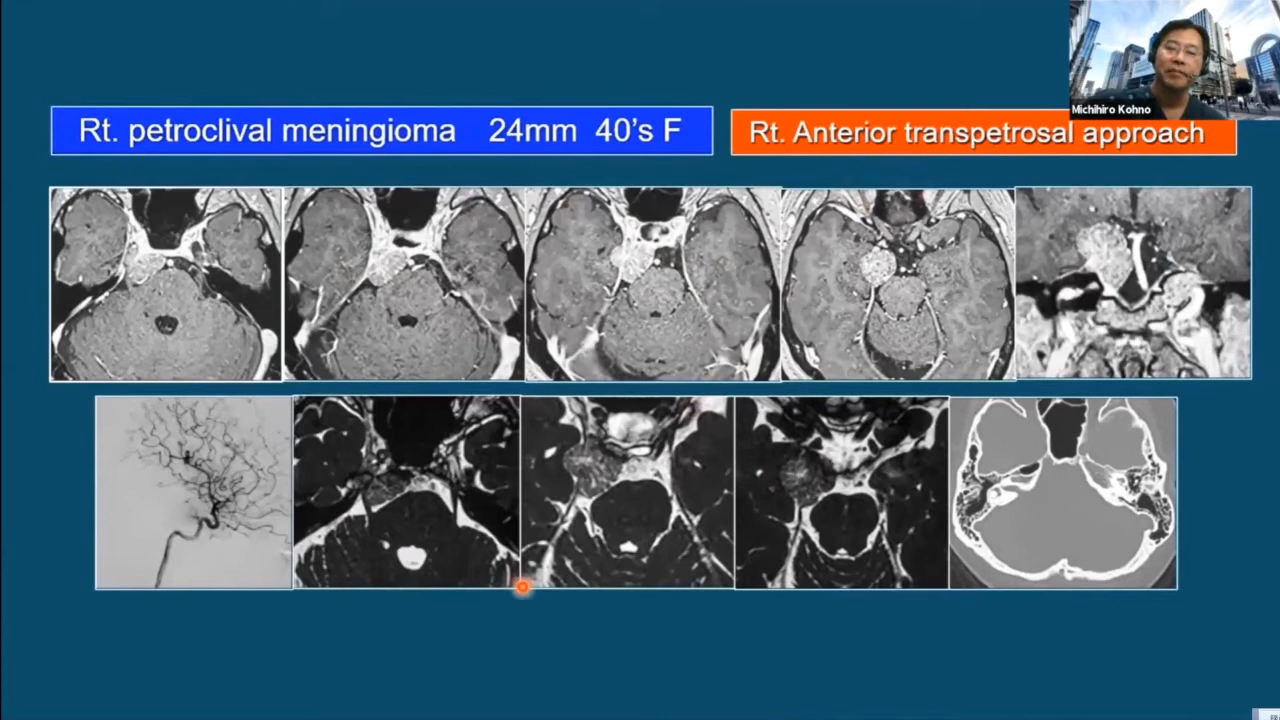 Michihiro Kohno
Rt. petroclival meningioma 24mm 40's F
Rt. Anterior transpetrosal approach